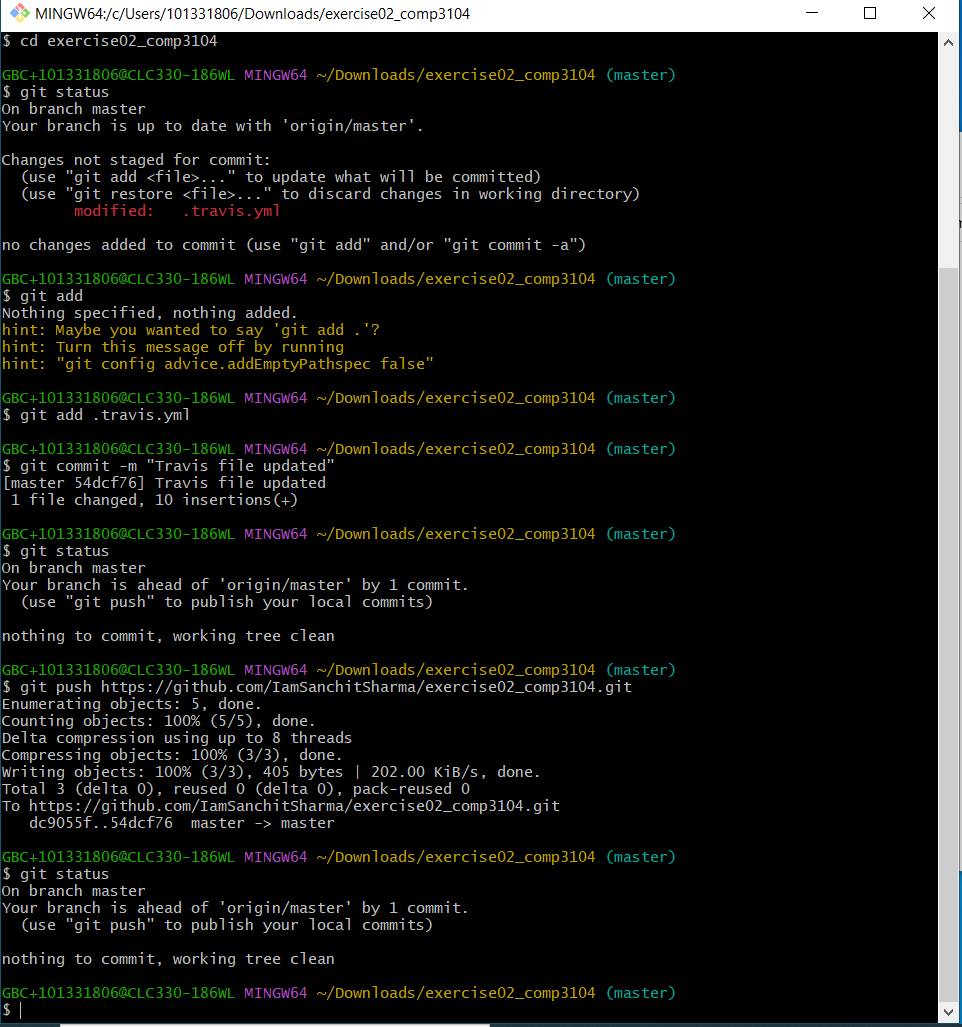 MINGW64:/c/Users/101331806/Downloads/exercise02_comp3104
$ cd exercise02_comp3104
GBC+101331806@CLC330-186WL MINGW64 ~/Downloads/exercise02_comp3104 (master)
$ git status
On branch master
Your branch is up to date with 'origin/master'.
Changes not staged for commit:
  (use "git add <file>..." to update what will be committed)
  (use "git restore <file>..." to discard changes in working directory)
        modified:   .travis.yml
no changes added to commit (use "git add" and/or "git commit -a")
GBC+101331806@CLC330-186WL MINGW64 ~/Downloads/exercise02_comp3104 (master)
$ git add
Nothing specified, nothing added.
hint: Maybe you wanted to say 'git add .'?
hint: Turn this message off by running
hint: "git config advice.addEmptyPathspec false"
GBC+101331806@CLC330-186WL MINGW64 ~/Downloads/exercise02_comp3104 (master)
$ git add .travis.yml
GBC+101331806@CLC330-186WL MINGW64 ~/Downloads/exercise02_comp3104 (master)
$ git commit -m "Travis file updated"
[master 54dcf76] Travis file updated
 1 file changed, 10 insertions(+)
GBC+101331806@CLC330-186WL MINGW64 ~/Downloads/exercise02_comp3104 (master)
$ git status
On branch master
Your branch is ahead of 'origin/master' by 1 commit.
  (use "git push" to publish your local commits)
nothing to commit, working tree clean
GBC+101331806@CLC330-186WL MINGW64 ~/Downloads/exercise02_comp3104 (master)
$ git push https://github.com/IamSanchitSharma/exercise02_comp3104.git
Enumerating objects: 5, done.
Counting objects: 100% (5/5), done.
Delta compression using up to 8 threads
Compressing objects: 100% (3/3), done.
Writing objects: 100% (3/3), 405 bytes | 202.00 KiB/s, done.
Total 3 (delta 0), reused 0 (delta 0), pack-reused 0
To https://github.com/IamSanchitSharma/exercise02_comp3104.git
   dc9055f..54dcf76  master -> master
GBC+101331806@CLC330-186WL MINGW64 ~/Downloads/exercise02_comp3104 (master)
$ git status
On branch master
Your branch is ahead of 'origin/master' by 1 commit.
  (use "git push" to publish your local commits)
nothing to commit, working tree clean
GBC+101331806@CLC330-186WL MINGW64 ~/Downloads/exercise02_comp3104 (master)
$